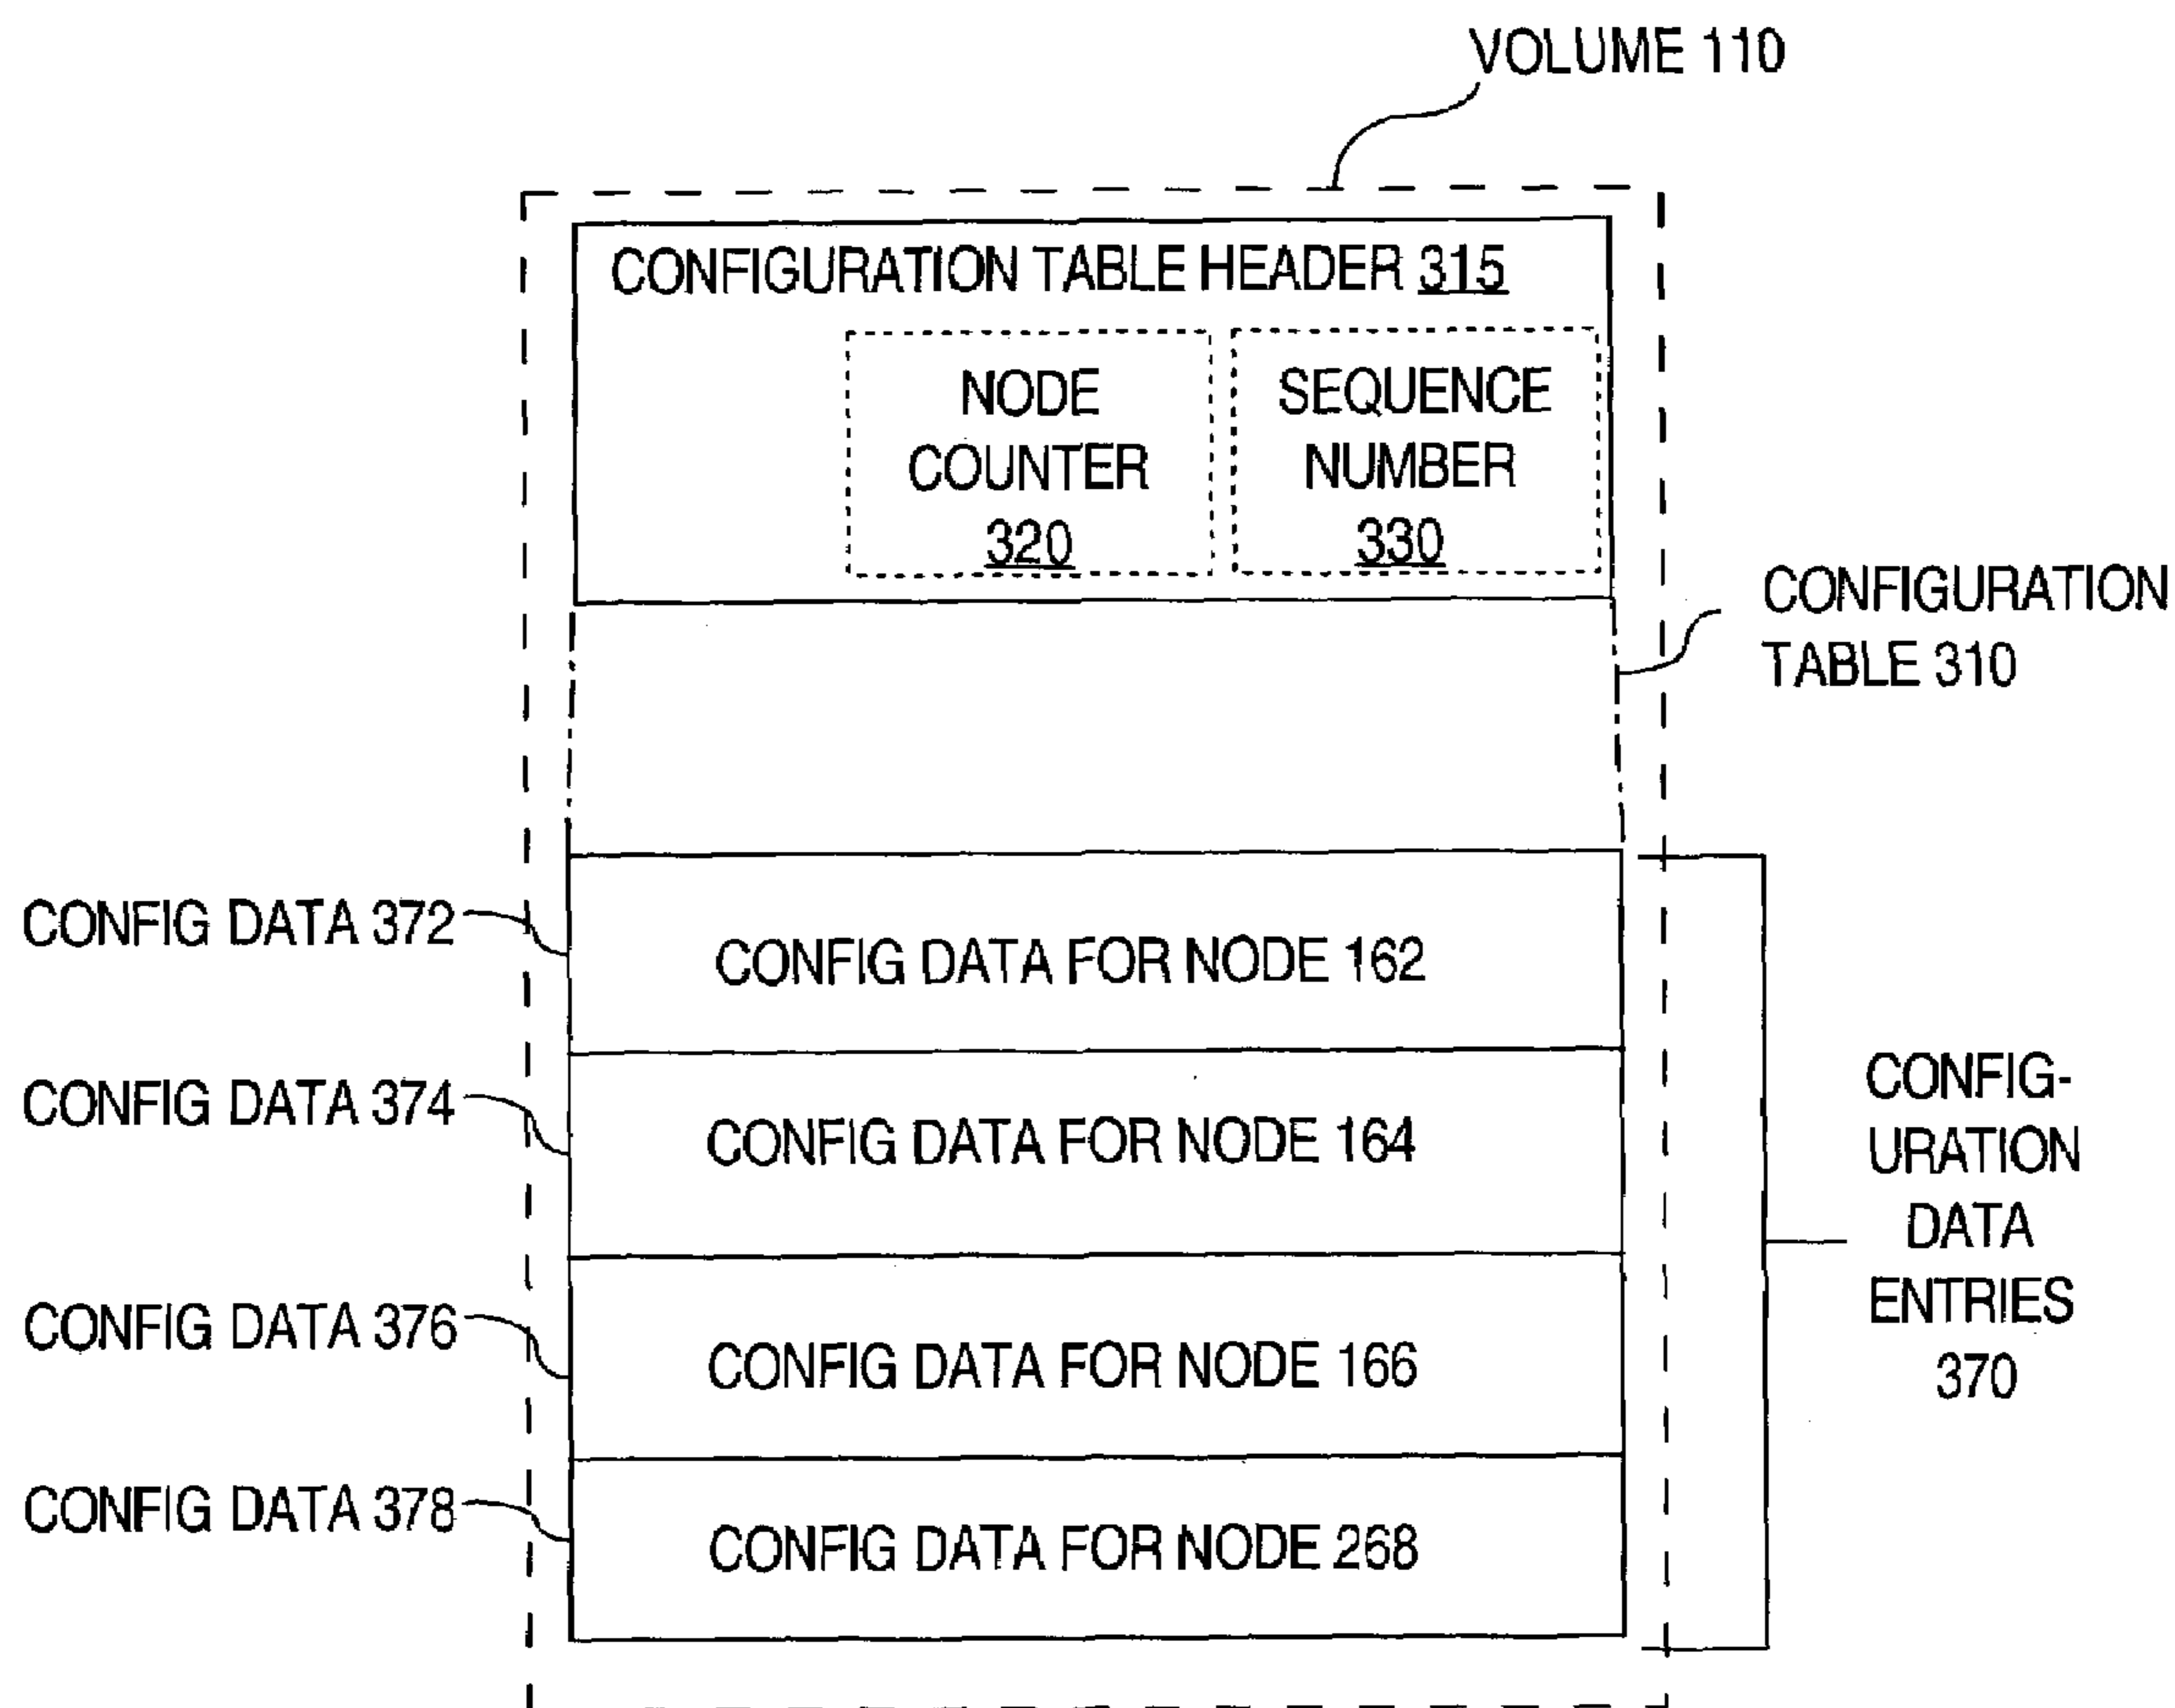 VOLUME 110
CONFIGURATION TABLE HEADER 315
NODE
COUNTER
320
SEQUENCE
NUMBER
330
CONFIGURATION
TABLE 310
CONFIG DATA 372
CONFIG DATA FOR NODE 162
CONFIG DATA 374
CONFIG DATA FOR NODE 164
CONFIG DATA 376
CONFIG DATA FOR NODE 166
CONFIG DATA 378
CONFIG DATA FOR NODE 268
CONFIG-
URATION
DATA
ENTRIES
370